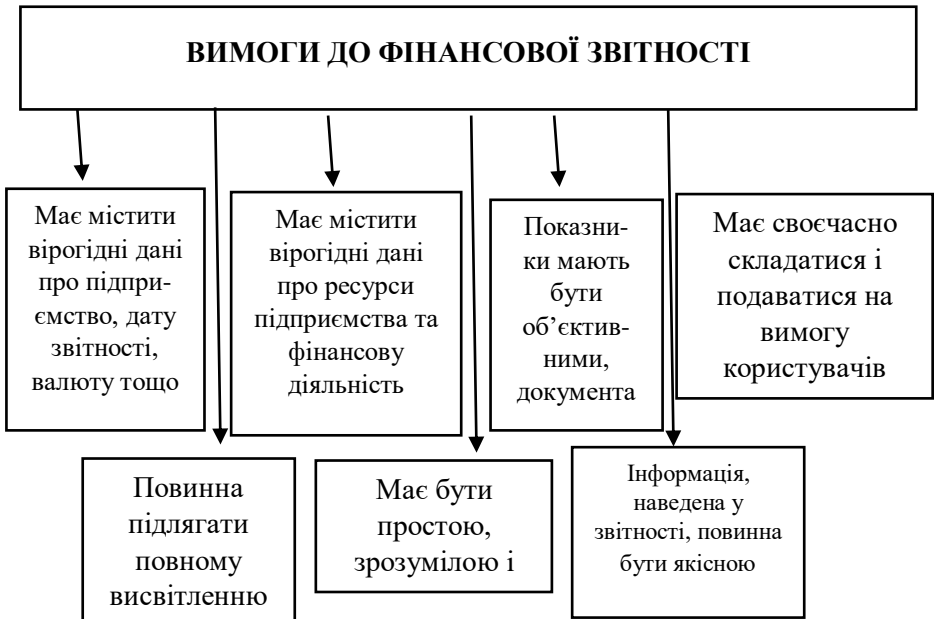 ВИМОГИ ДО ФІНАНСОВОЇ ЗВІТНОСТІ
Має містити
вірогідні дані
про підпри-
ємство, дату
звітності,
валюту тощо
Має містити
вірогідні дані
про ресурси
підприємства та
фінансову
діяльність
Показни-
ки мають
бути
об’єктив-
ними,
документа
Має своєчасно
складатися і
подаватися на
вимогу
користувачів
Повинна
підлягати
повному
висвітленню
Має бути
простою,
зрозумілою і
Інформація,
наведена у
звітності, повинна
бути якісною